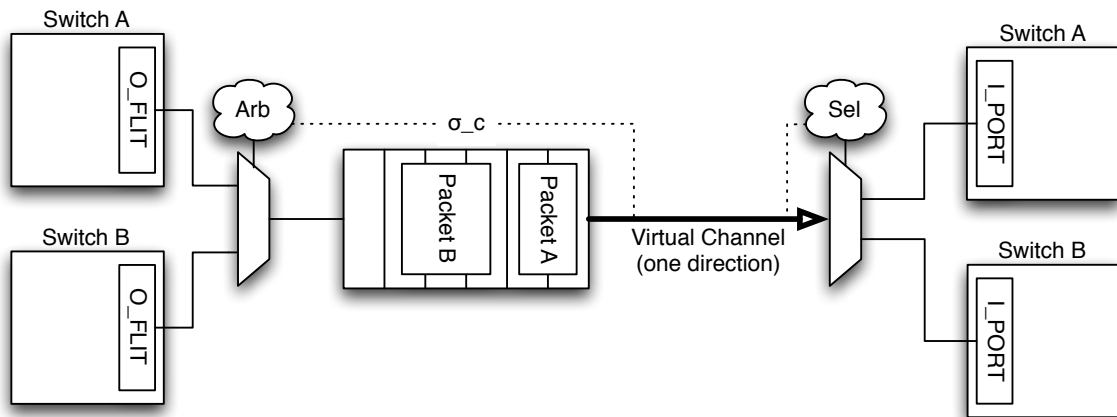 Switch A
O_FLIT
Arb
σ_c
Sel
Switch A
I_PORT
Packet B
Packet A
Virtual Channel
(one direction)
Switch B
O_FLIT
Switch B
I_PORT